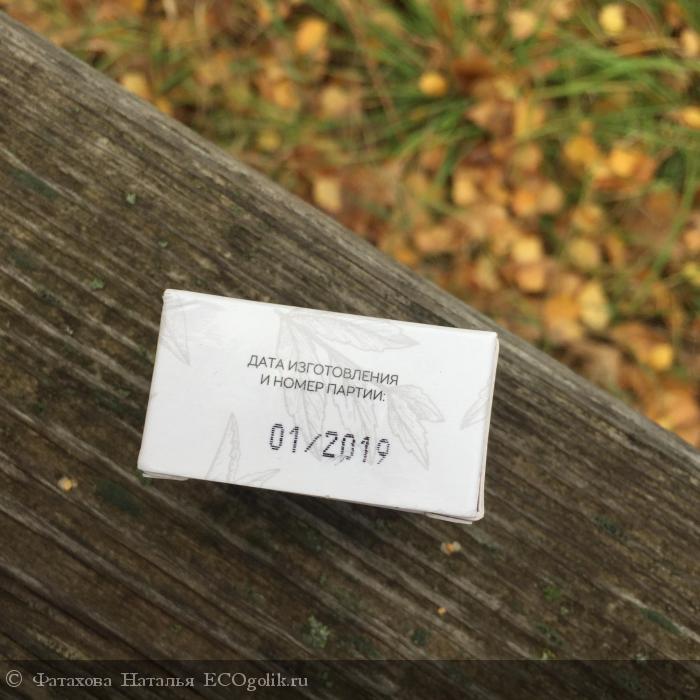 ДАТА ИЗГОТОВЛЕНИЯ
И НОМЕР ПАРТИИ:
01/2019
© Фатахова Наталья ECOgolik.ru